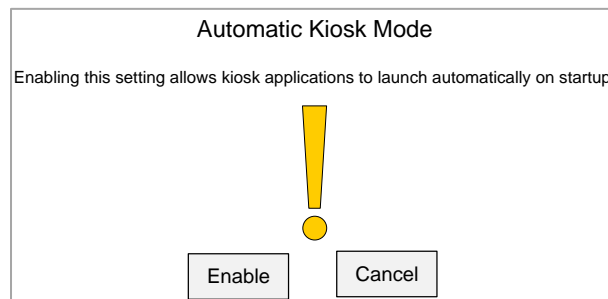 Automatic Kiosk Mode
Enabling this setting allows kiosk applications to launch automatically on startup
Enable
Cancel